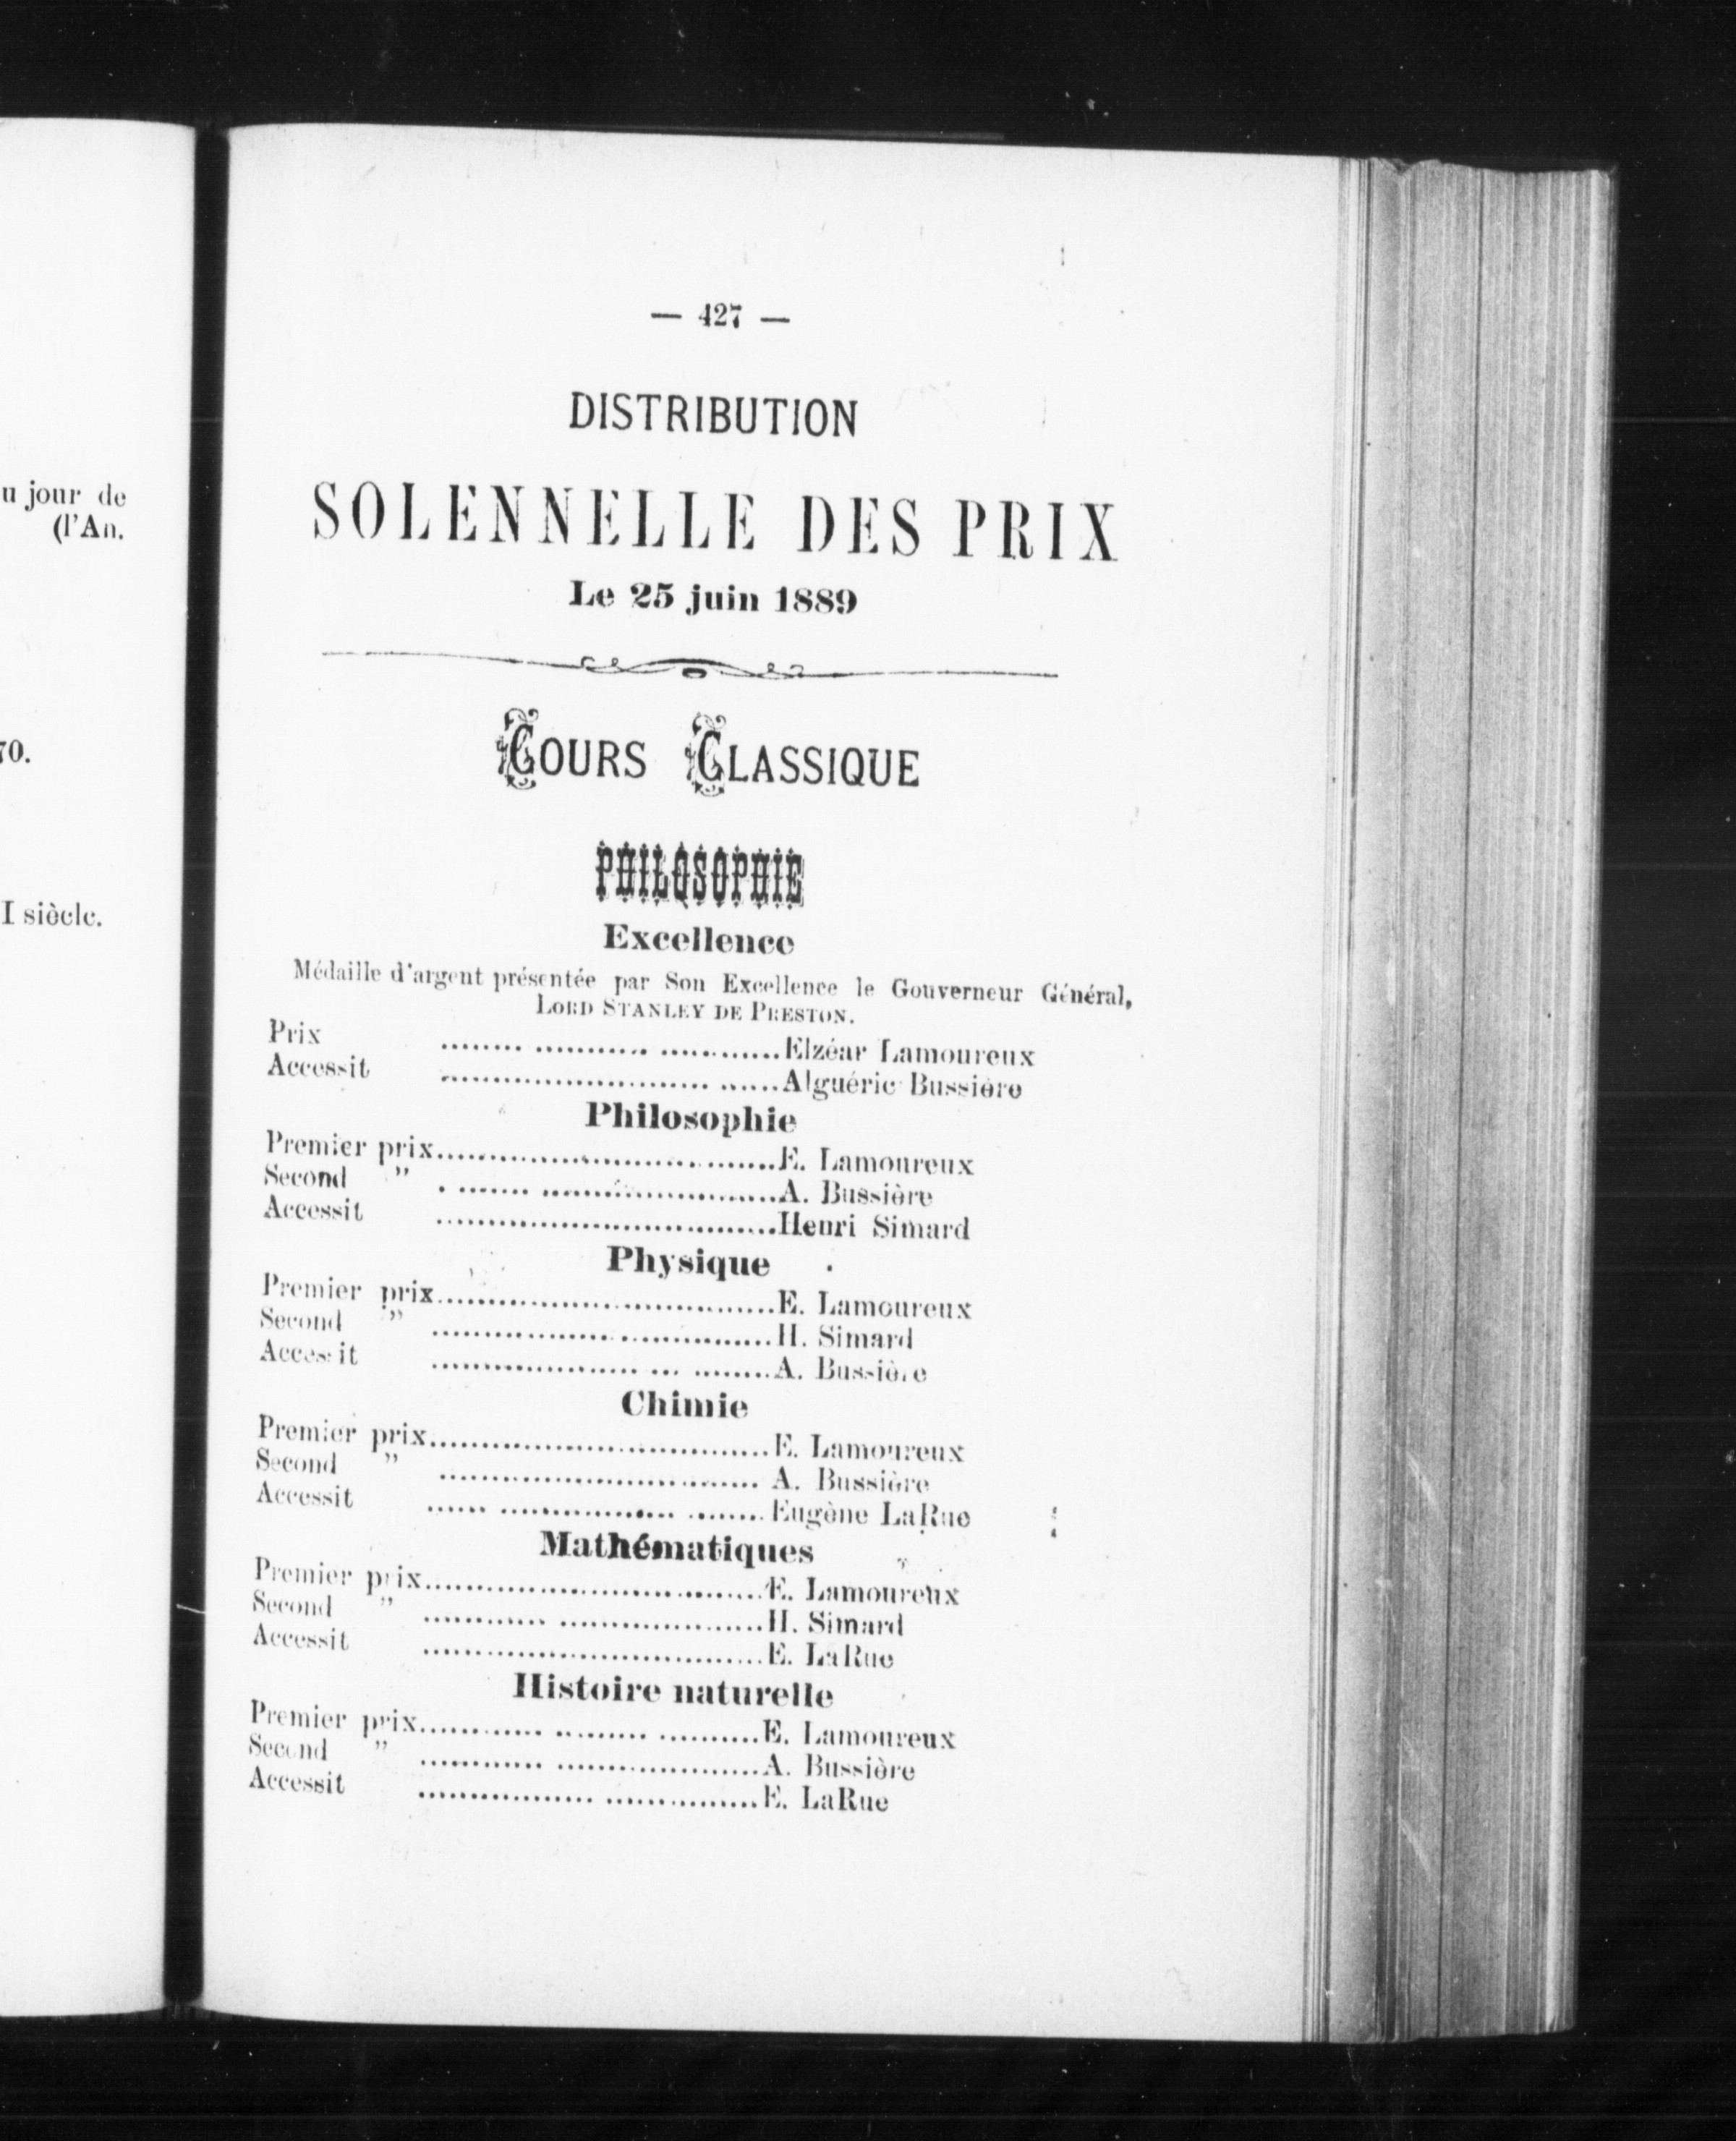 u jour de
(l'An.
70.
I siècle.
— 427 —
DISTRIBUTION
SOLENNELLE DES PRIX
Le 25 juin 1889
COURS CLASSIQUE
PHILOSOPHIE
Excellence
Médaille d'argent présentée par Son Excellence le Gouverneur Général,
LORD STANLEY DE PRESTON.
Prix ........ ........... ............Elzéar Lamoureux
Accessit .......................... ......Alguéric Bussière
Philosophie
Premier prix.................................E. Lamoureux
Second " . ....... .......................A. Bussière
Accessit .................................Henri Simard
Physique
Premier prix.................................E. Lamoureux
Second " .................................H. Simard
Accessit .................... ... ........A. Bussière
Chimie
Premier prix.................................E. Lamoureux
Second " ............................... A. Bussière
Accessit ...... ................. ........Eugène LaRue
Mathématiques
Premier prix.................................E. Lamoureux
Second " ............ ....................H. Simard
Accessit .................................E. LaRue
Histoire naturelle
Premier prix............ ......... ..........E. Lamoureux
Second " ............ ....................A. Bussière
Accessit ................. ...............E. LaRue